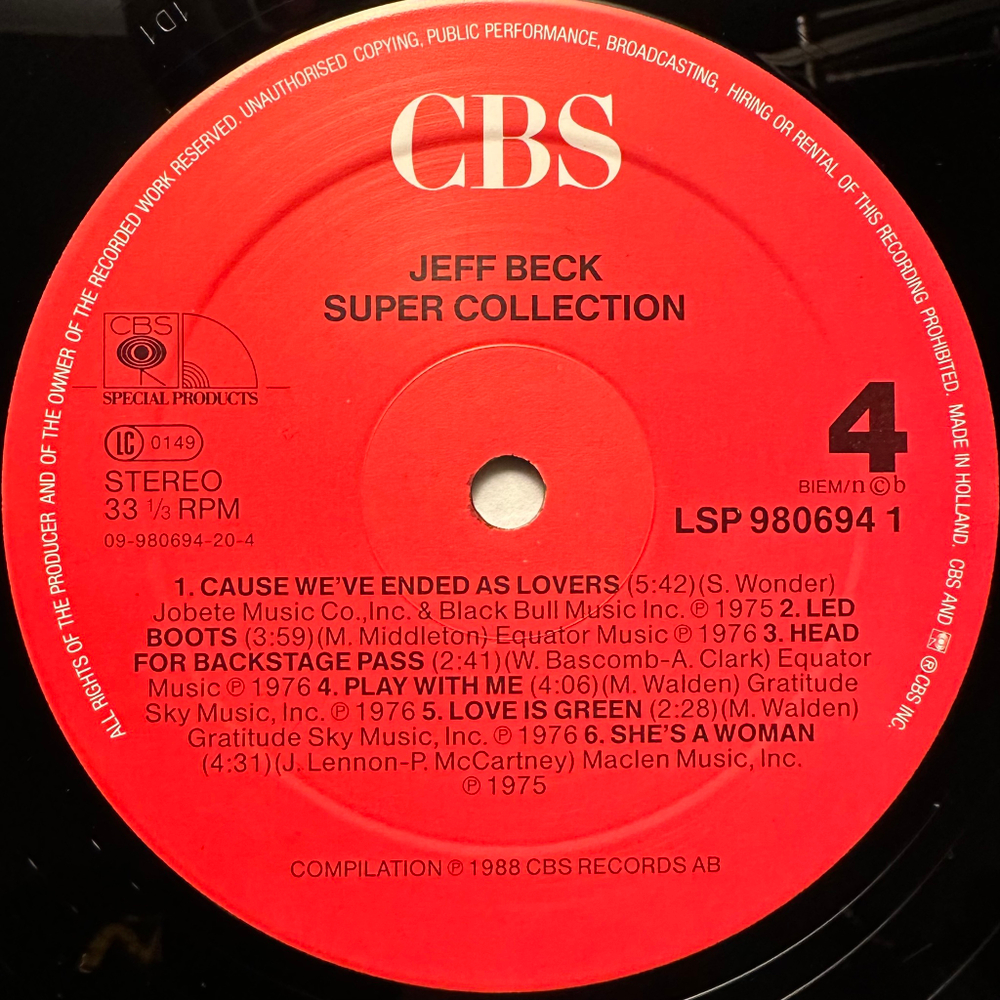 1D1
ALL RIGHTS OF THE PRODUCER AND OF THE OWNER OF THE RECORDED WORK RESERVED. UNAUTHORISED COPYING, PUBLIC PERFORMANCE, BROADCASTING, HIRING OR RENTAL OF THIS RECORDING PROHIBITED. MADE IN HOLLAND. CBS AND ® CBS INC.
CBS
JEFF BECK
SUPER COLLECTION
CBS
SPECIAL PRODUCTS
LC 0149
STEREO
33 1/3 RPM
09-980694-20-4
4
BIEM/n©b
LSP 980694 1
1. CAUSE WE'VE ENDED AS LOVERS (5:42)(S. Wonder)
Jobete Music Co.,Inc. & Black Bull Music Inc. ℗ 1975 2. LED
BOOTS (3:59)(M. Middleton) Equator Music ℗ 1976 3. HEAD
FOR BACKSTAGE PASS (2:41)(W. Bascomb-A. Clark) Equator
Music ℗ 1976 4. PLAY WITH ME (4:06)(M. Walden) Gratitude
Sky Music, Inc. ℗ 1976 5. LOVE IS GREEN (2:28)(M. Walden)
Gratitude Sky Music, Inc. ℗ 1976 6. SHE'S A WOMAN
(4:31)(J. Lennon-P. McCartney) Maclen Music, Inc.
℗ 1975
COMPILATION ℗ 1988 CBS RECORDS AB